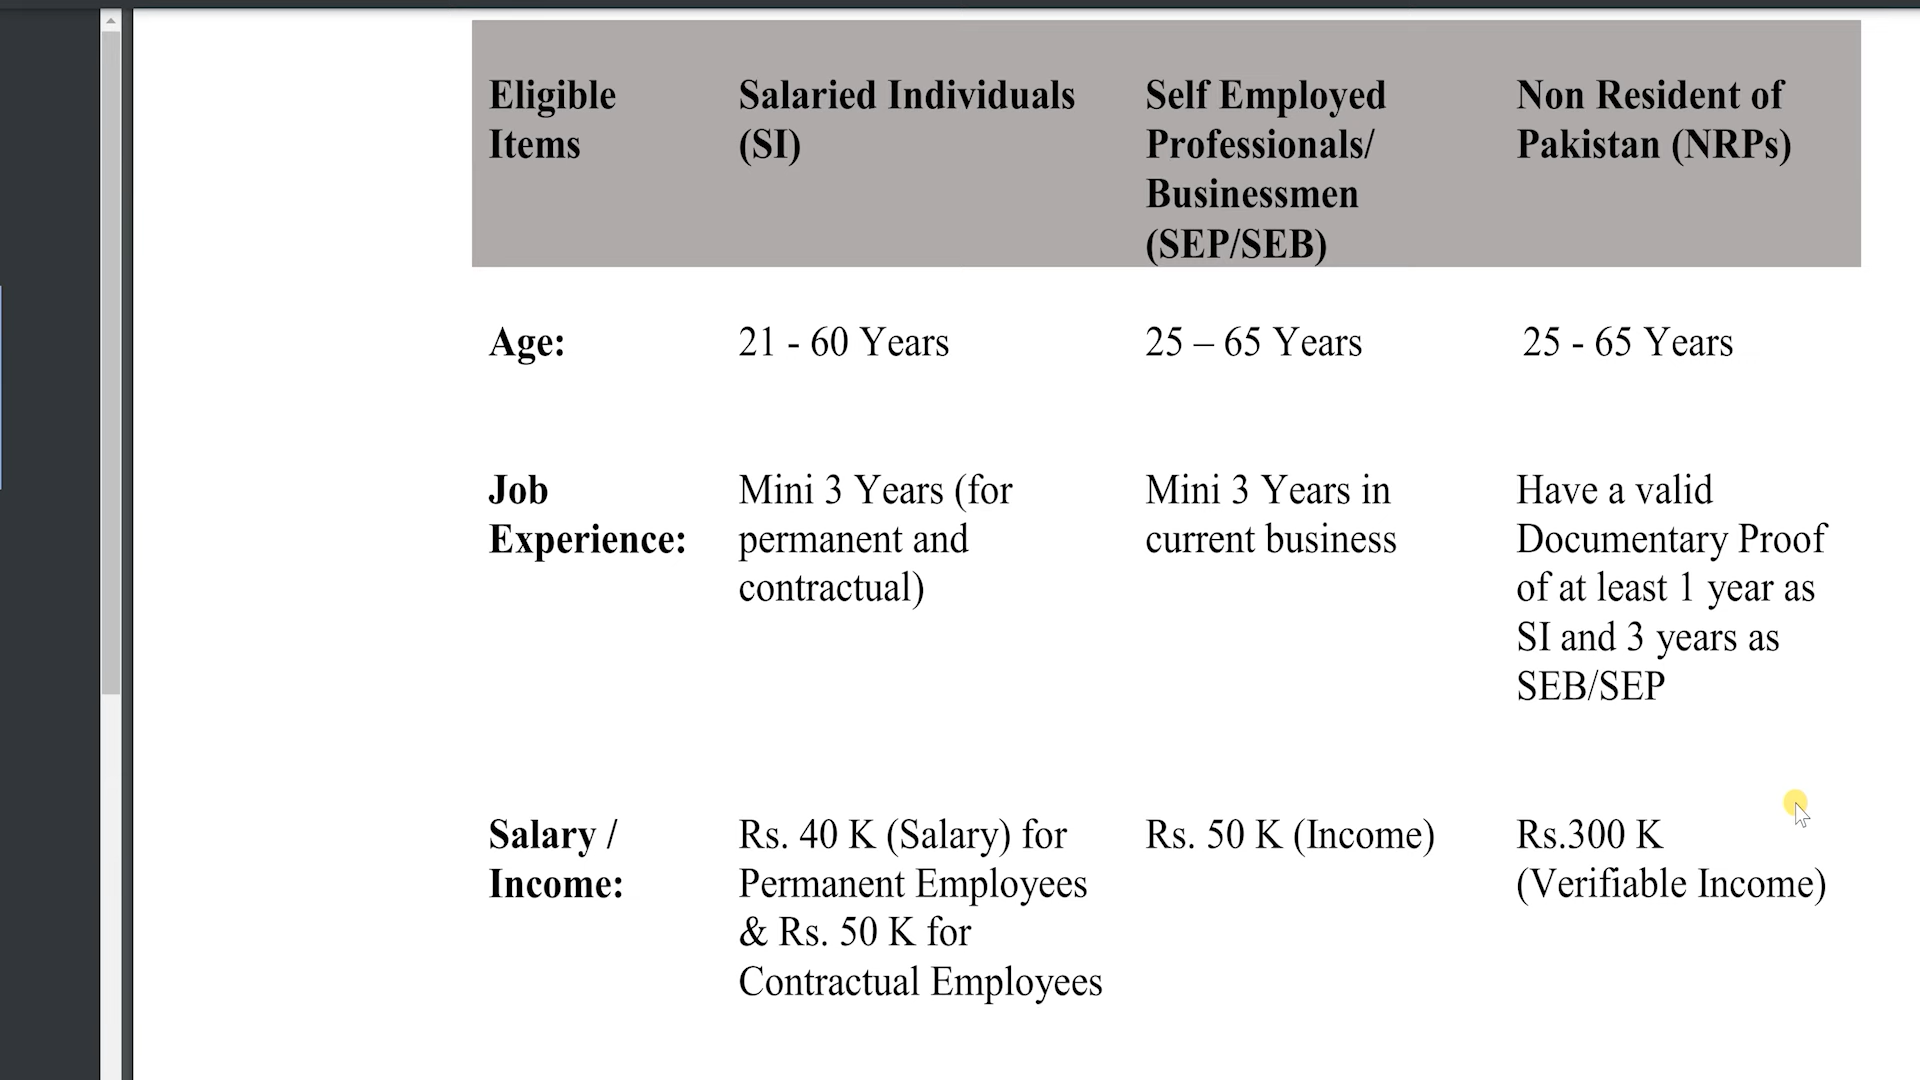 Eligible
Items
Salaried Individuals
(SI)
Self Employed
Professionals/
Businessmen
(SEP/SEB)
Non Resident of
Pakistan (NRPs)
Age:
21 - 60 Years
25 – 65 Years
25 - 65 Years
Job
Experience:
Mini 3 Years (for
permanent and
contractual)
Mini 3 Years in
current business
Have a valid
Documentary Proof
of at least 1 year as
SI and 3 years as
SEB/SEP
Salary /
Income:
Rs. 40 K (Salary) for
Permanent Employees
& Rs. 50 K for
Contractual Employees
Rs. 50 K (Income)
Rs.300 K
(Verifiable Income)